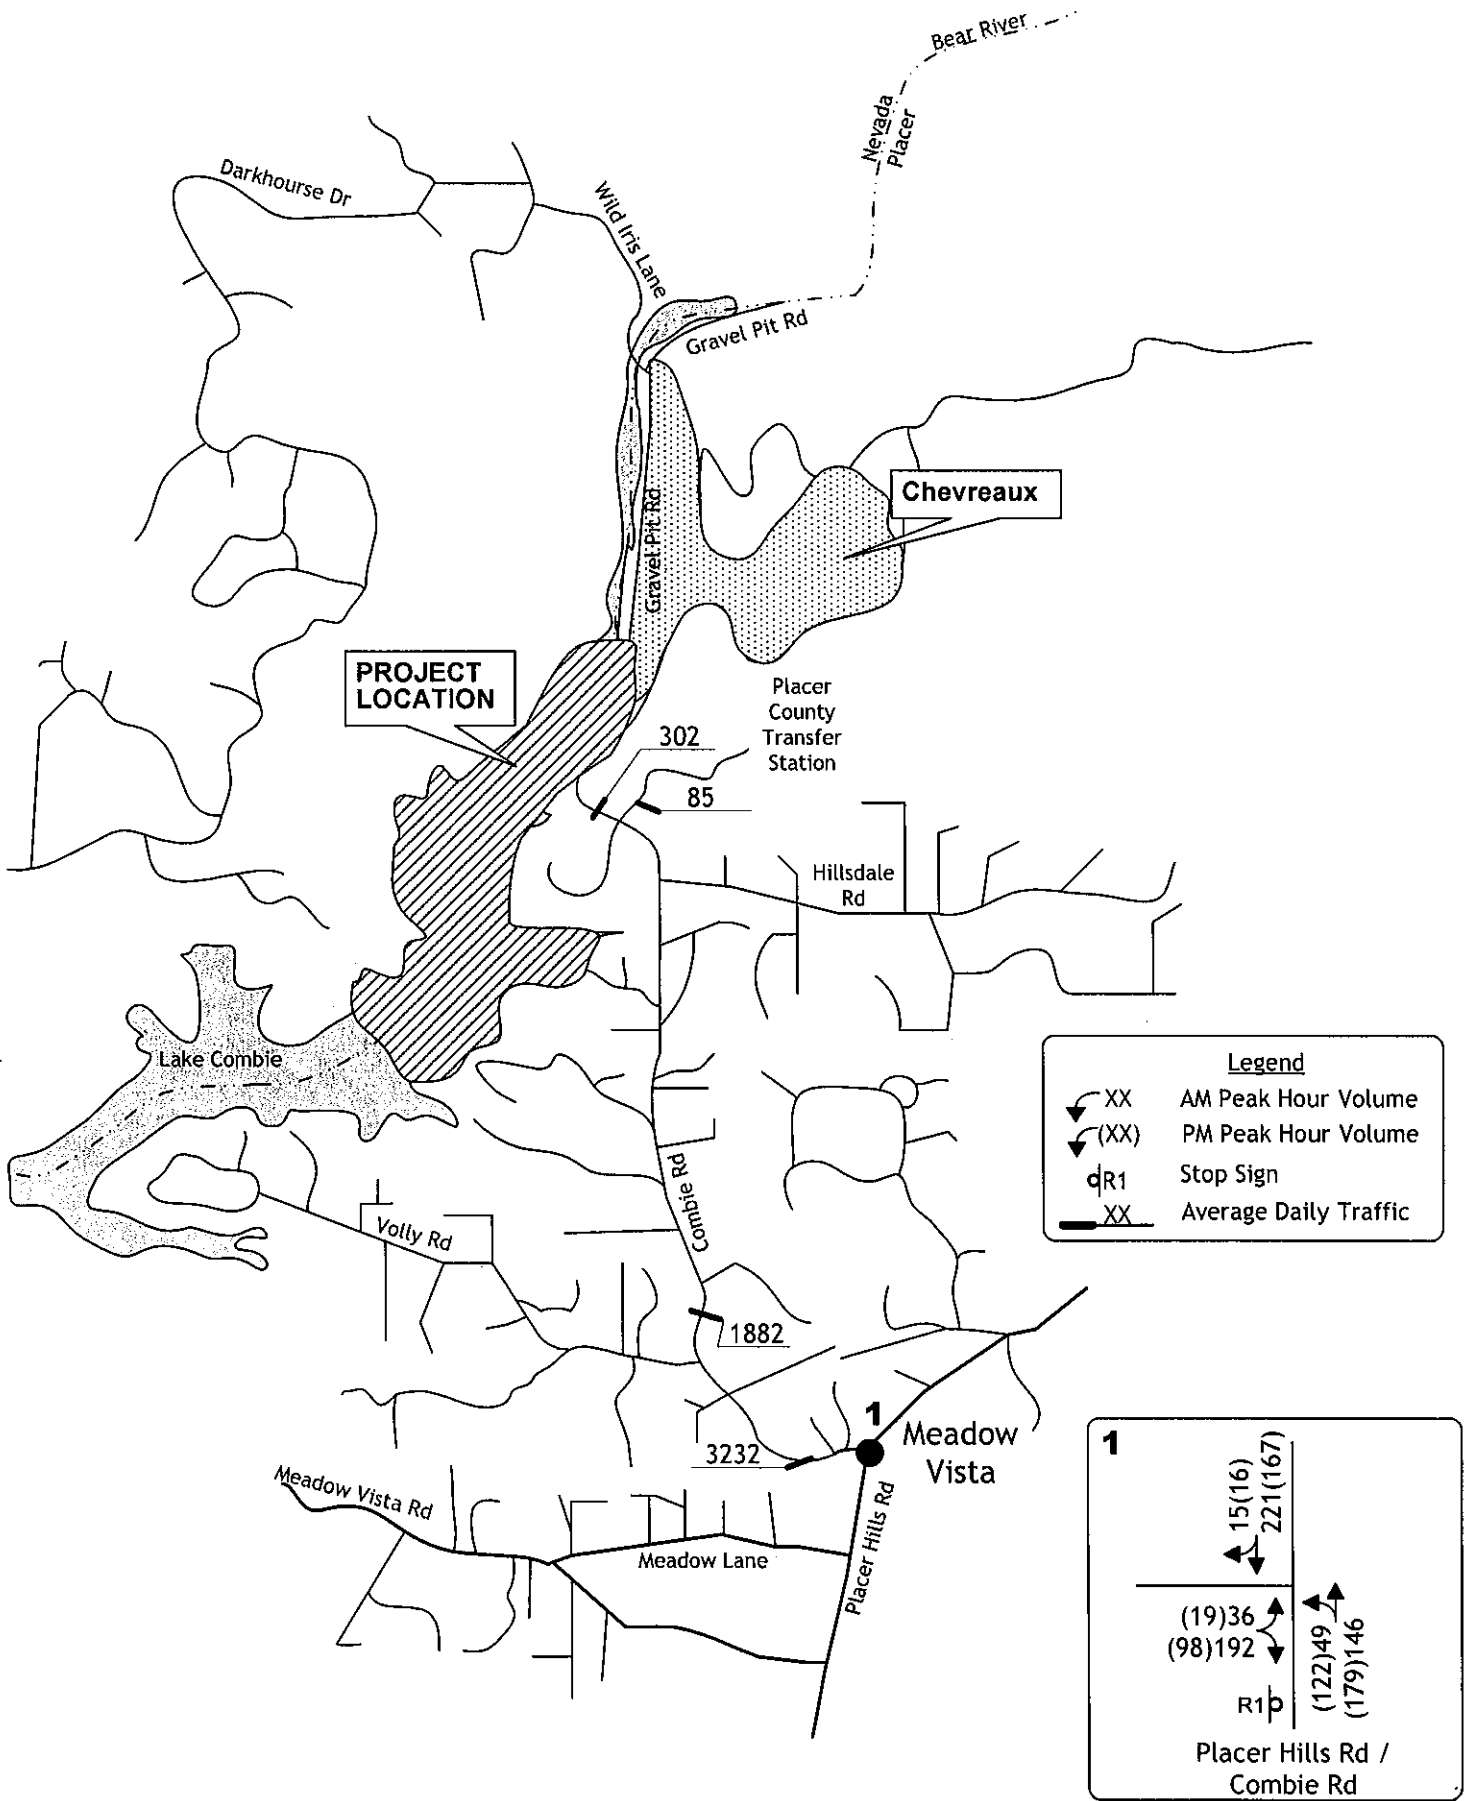 Bear River
Nevada
Placer
Darkhourse Dr
Wild Iris Lane
Gravel Pit Rd
Chevreaux
Gravel Pit Rd
PROJECT
LOCATION
Placer
County
Transfer
Station
302
85
Hillsdale
Rd
Lake Combie
Legend
XX AM Peak Hour Volume
(XX) PM Peak Hour Volume
R1 Stop Sign
XX Average Daily Traffic
Combie Rd
Volly Rd
1882
1
Meadow
Vista
3232
Meadow Vista Rd
Meadow Lane
Placer Hills Rd
1
15(16)
221(167)
(19)36
(98)192
(122)49
(179)146
R1
Placer Hills Rd /
Combie Rd